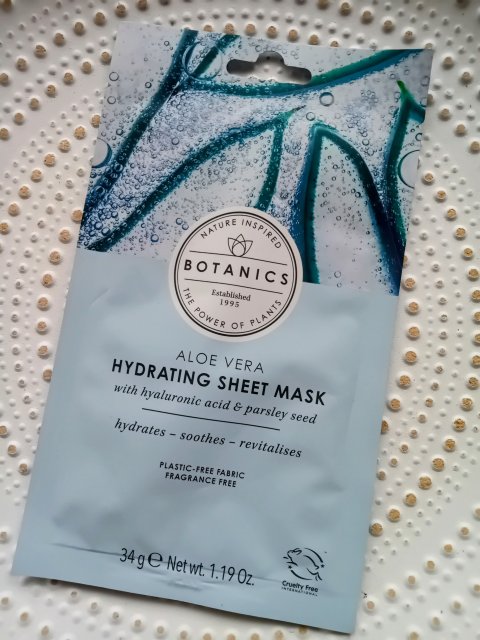 NATURE INSPIRED
BOTANICS
Established
1995
THE POWER OF PLANTS
ALOE VERA
HYDRATING SHEET MASK
with hyaluronic acid & parsley seed
hydrates – soothes – revitalises
PLASTIC-FREE FABRIC
FRAGRANCE FREE
34 g ℮ Net wt. 1.19 Oz.
Cruelty Free
INTERNATIONAL